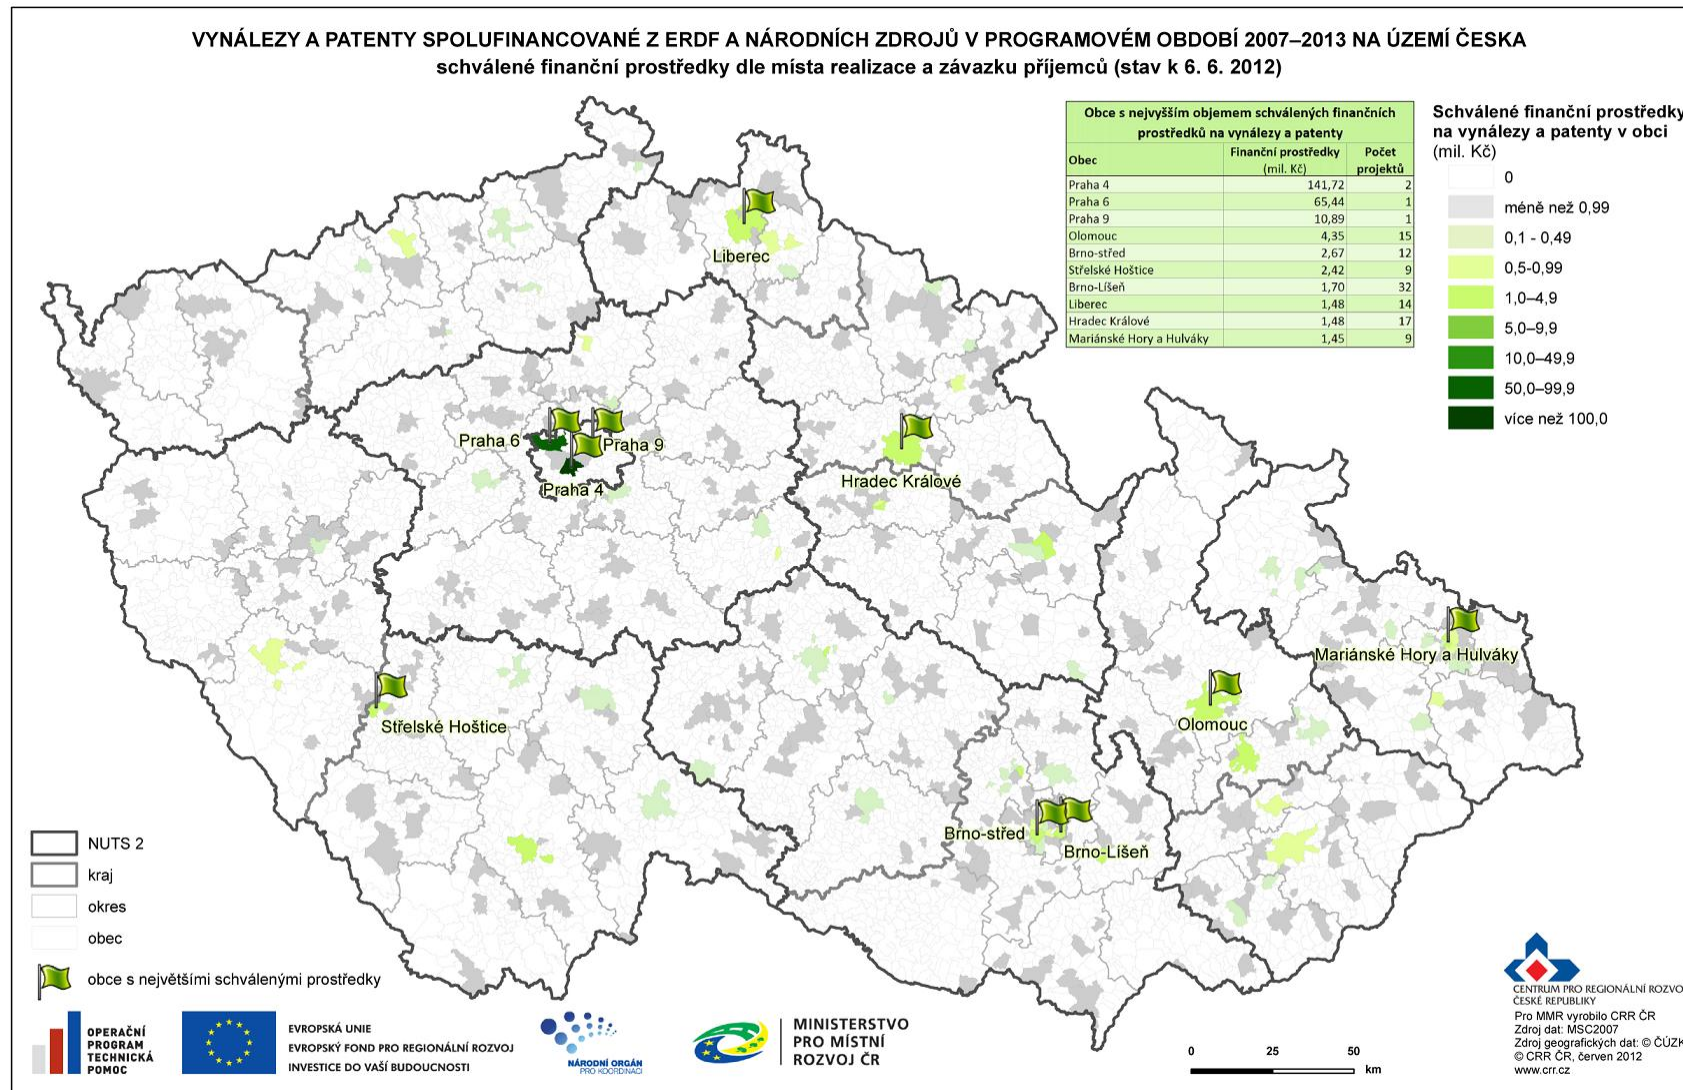 VYNÁLEZY A PATENTY SPOLUFINANCOVANÉ Z ERDF A NÁRODNÍCH ZDROJŮ V PROGRAMOVÉM OBDOBÍ 2007–2013 NA ÚZEMÍ ČESKA
schválené finanční prostředky dle místa realizace a závazku příjemců (stav k 6. 6. 2012)
Obce s nejvyšším objemem schválených finančních
prostředků na vynálezy a patenty
Obec Finanční prostředky (mil. Kč) Počet projektů
Praha 4 141,72 2
Praha 6 65,44 1
Praha 9 10,89 1
Olomouc 4,35 15
Brno-střed 2,67 12
Střelské Hoštice 2,42 9
Brno-Líšeň 1,70 32
Liberec 1,48 14
Hradec Králové 1,48 17
Mariánské Hory a Hulváky 1,45 9
Schválené finanční prostředky
na vynálezy a patenty v obci
(mil. Kč)
0
méně než 0,99
0,1 - 0,49
0,5-0,99
1,0–4,9
5,0–9,9
10,0–49,9
50,0–99,9
více než 100,0
Liberec
Praha 6
Praha 9
Praha 4
Hradec Králové
Mariánské Hory a Hulváky
Střelské Hoštice
Olomouc
Brno-střed
Brno-Líšeň
NUTS 2
kraj
okres
obec
obce s největšími schválenými prostředky
OPERAČNÍ
PROGRAM
TECHNICKÁ
POMOC
EVROPSKÁ UNIE
EVROPSKÝ FOND PRO REGIONÁLNÍ ROZVOJ
INVESTICE DO VAŠÍ BUDOUCNOSTI
NÁRODNÍ ORGÁN
PRO KOORDINACI
MINISTERSTVO
PRO MÍSTNÍ
ROZVOJ ČR
0 25 50
km
CENTRUM PRO REGIONÁLNÍ ROZVO
ČESKÉ REPUBLIKY
Pro MMR vyrobilo CRR ČR
Zdroj dat: MSC2007
Zdroj geografických dat: © ČÚZK
© CRR ČR, červen 2012
www.crr.cz